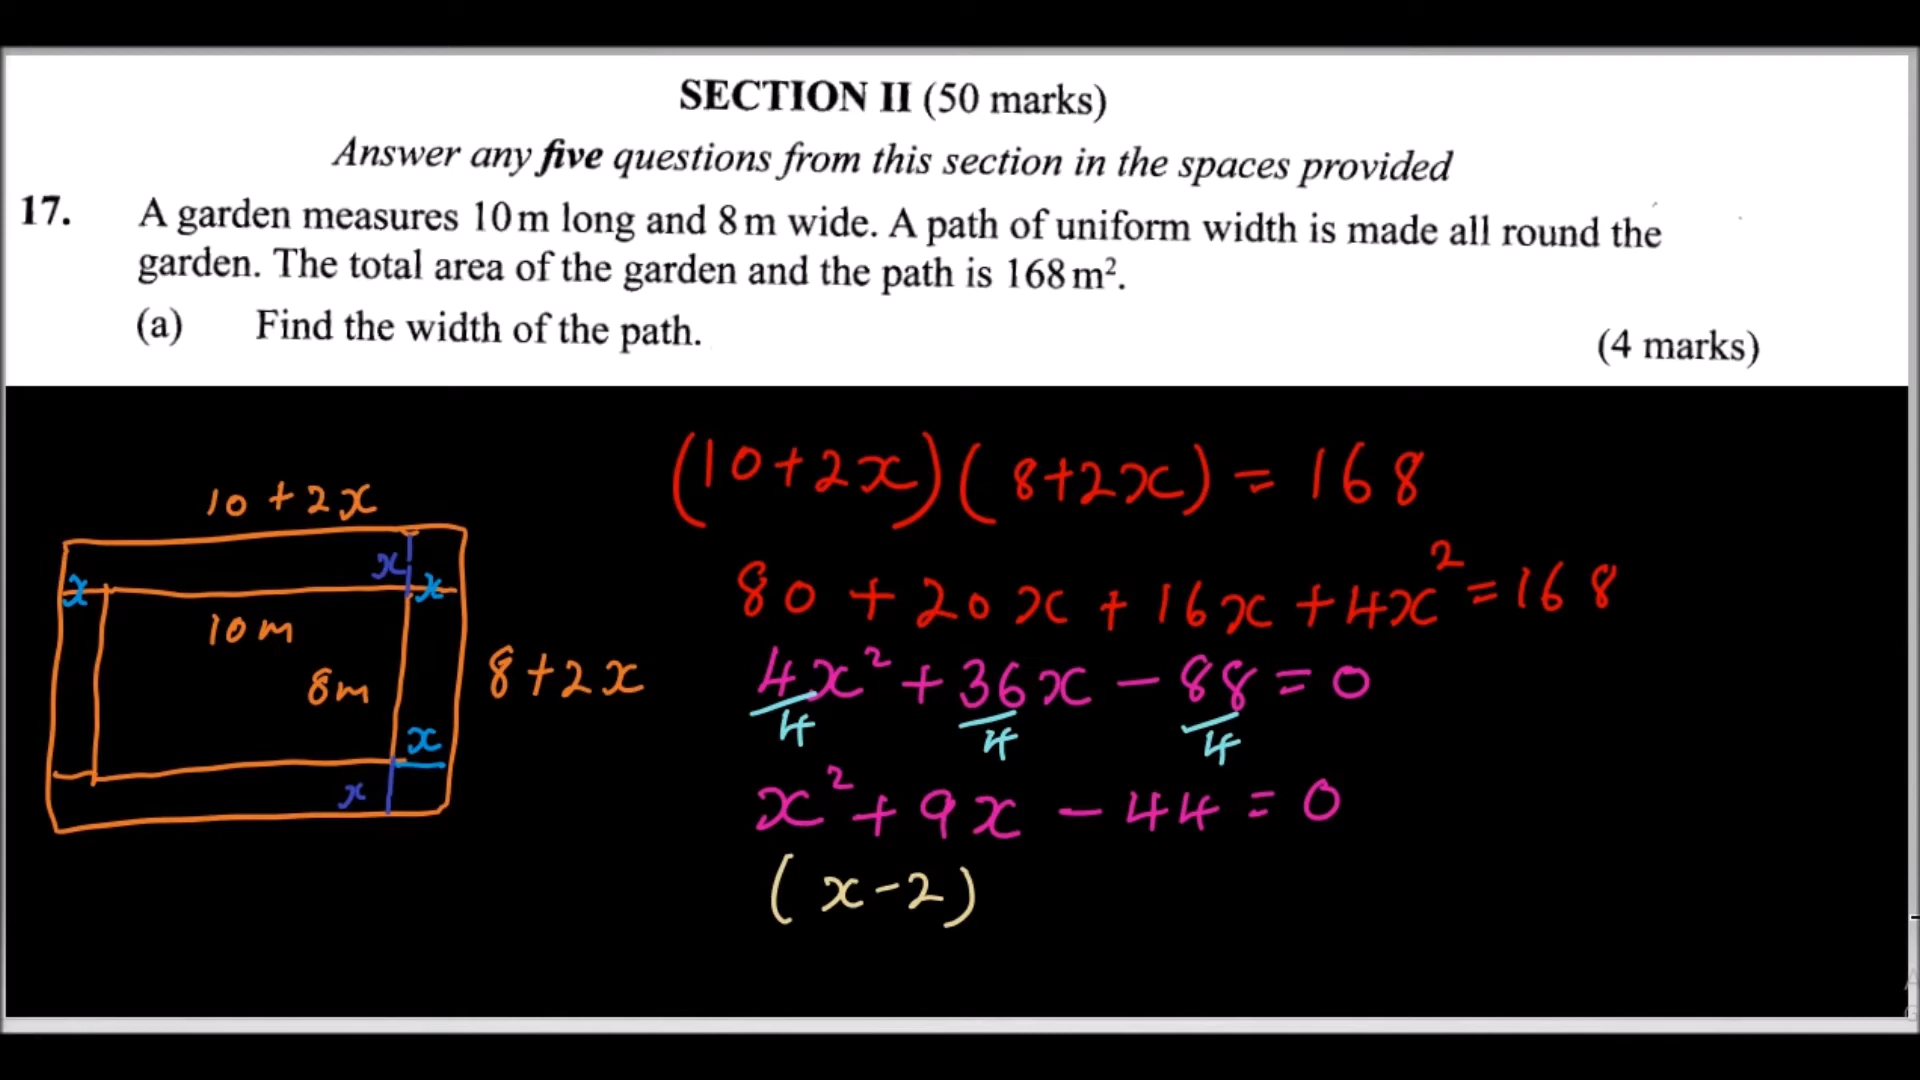 SECTION II (50 marks)
Answer any five questions from this section in the spaces provided
17. A garden measures 10 m long and 8 m wide. A path of uniform width is made all round the
garden. The total area of the garden and the path is 168 m².
(a) Find the width of the path.
(4 marks)
10 + 2x
x
x
x
10m
8m
8+2x
x
x
(10+2x)(8+2x) = 168
80 + 20x + 16x + 4x² = 168
4x² + 36x - 88 = 0
4 4 4
x² + 9x - 44 = 0
(x-2)